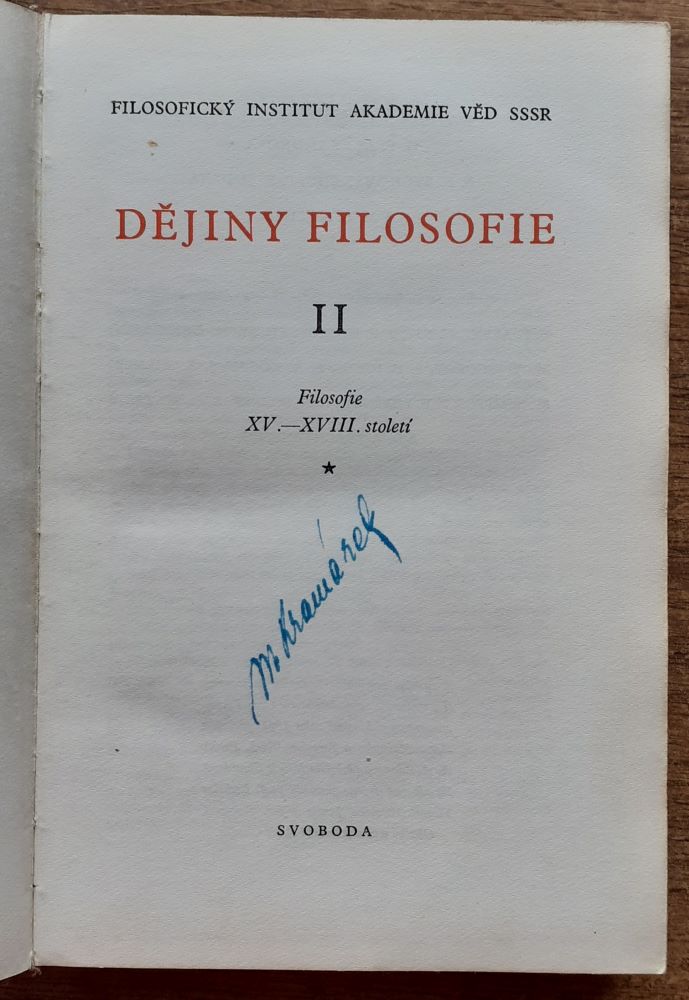 FILOSOFICKÝ INSTITUT AKADEMIE VĚD SSSR
DĚJINY FILOSOFIE
II
Filosofie
XV.—XVIII. století
★
M.
SVOBODA